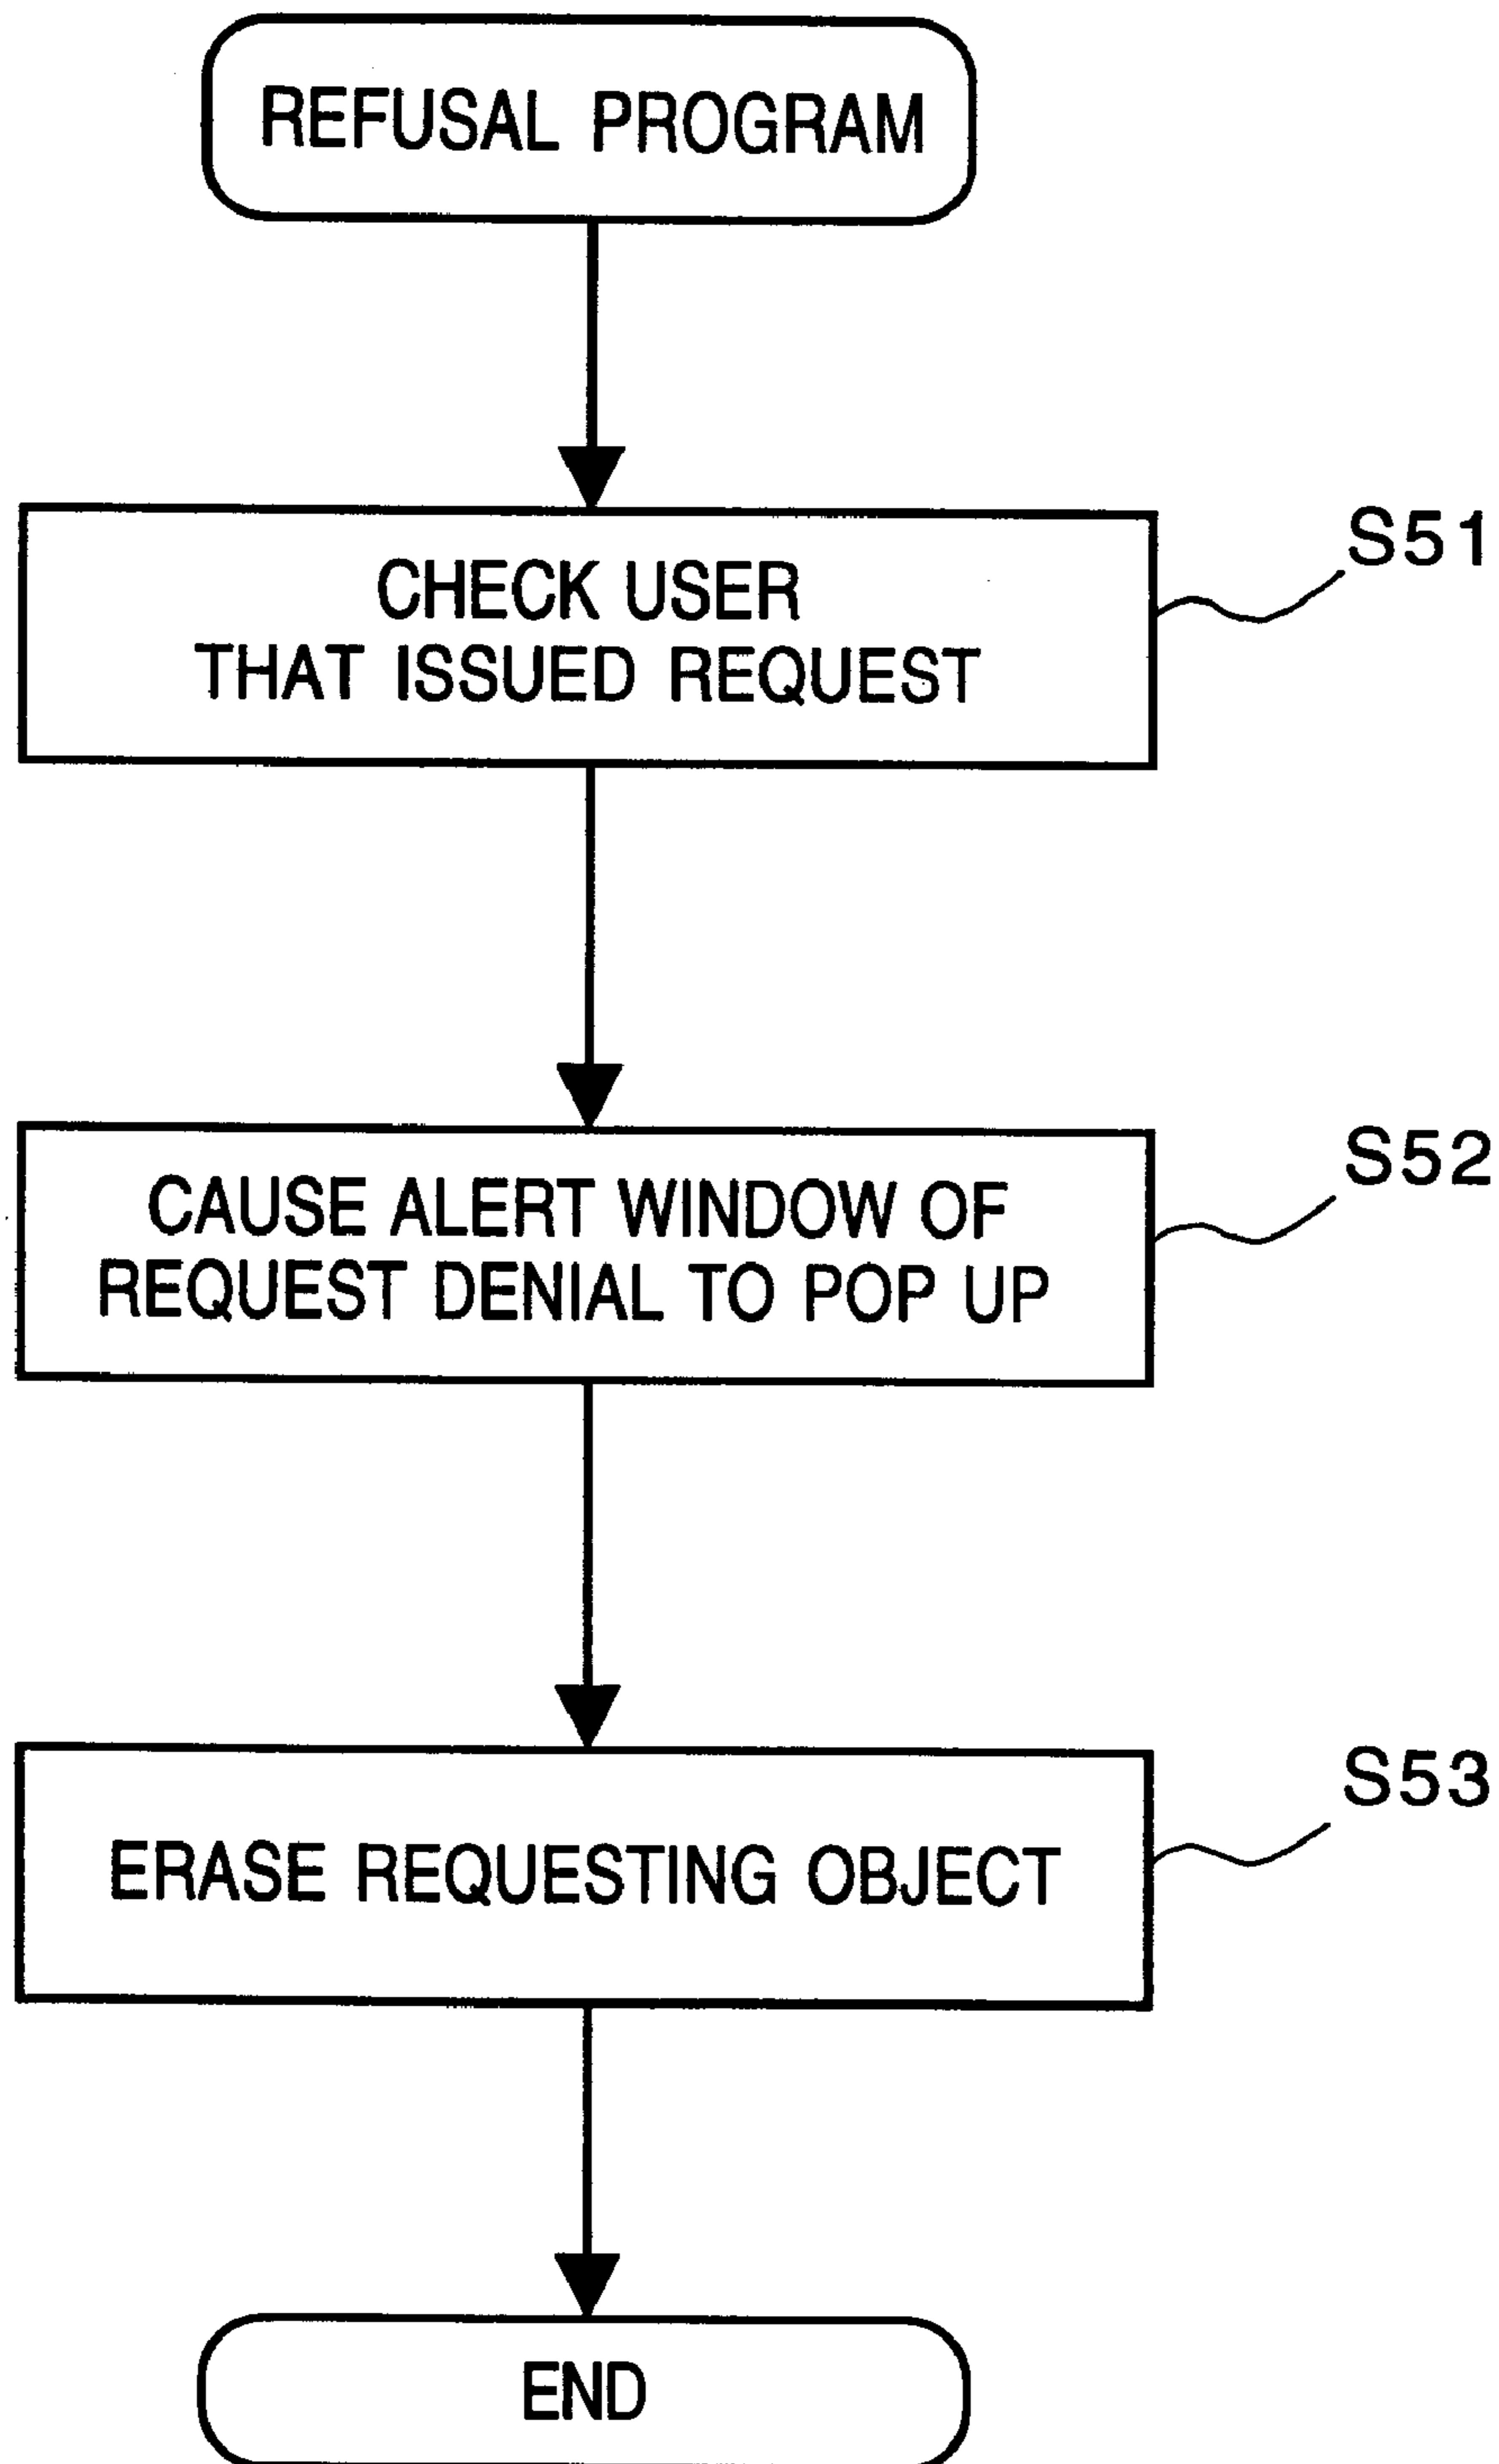 REFUSAL PROGRAM
CHECK USER
THAT ISSUED REQUEST
S51
CAUSE ALERT WINDOW OF
REQUEST DENIAL TO POP UP
S52
ERASE REQUESTING OBJECT
S53
END